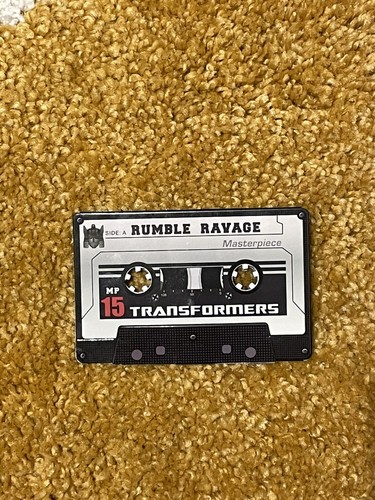 SIDE: A RUMBLE RAVAGE
Masterpiece
MP
15 TRANSFORMERS